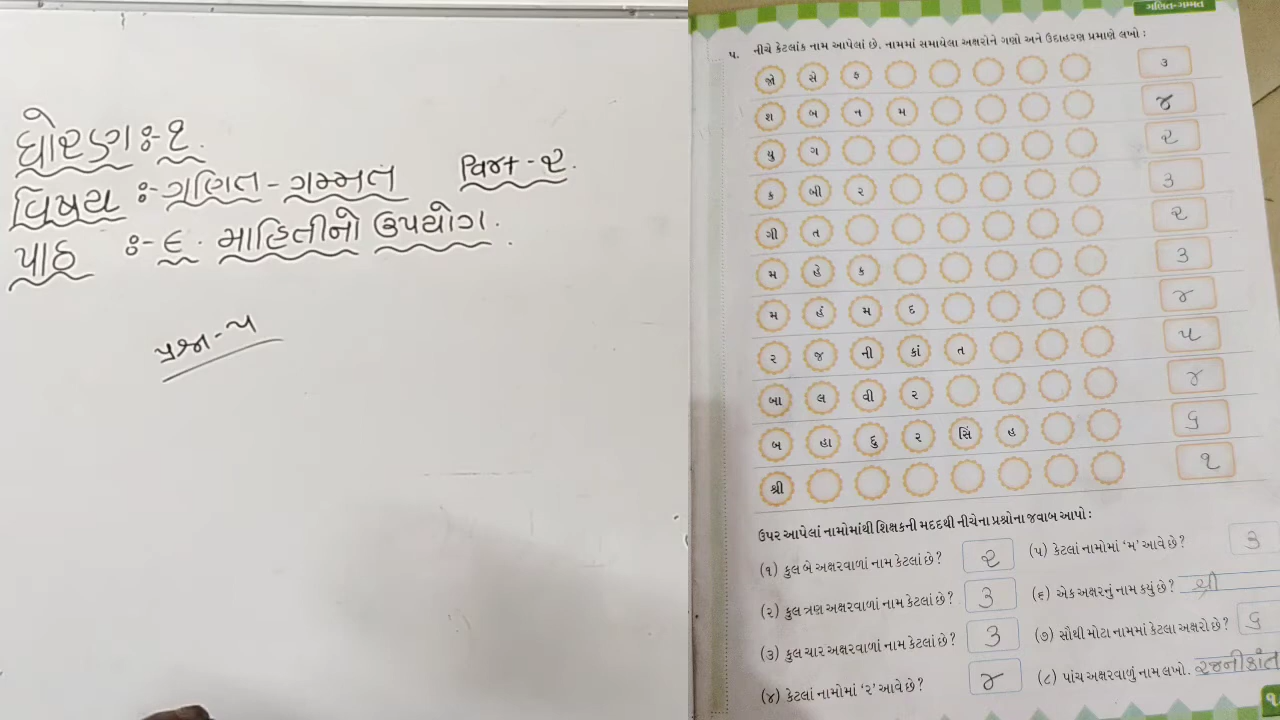 ધોરણ :- ૧.
વિષય :- ગણિત - ગમ્મત વિભાગ - ૨.
પાઠ :- ૬. માહિતીનો ઉપયોગ.
પ્રશ્ન - ૫
ગણિત-ગમ્મત
૫. નીચે કેટલાંક નામ આપેલાં છે. નામમાં સમાયેલા અક્ષરોને ગણો અને ઉદાહરણ પ્રમાણે લખો :
જો સે ફ ૩
શ બ ન મ ૪
યુ ગ ૨
ક બી ર ૩
ગી ત ૨
મ હે ક ૩
મ હં મ દ ૪
ર જ ની કાં ત ૫
બા લ વી ર ૪
બ હા દુ ર સિં હ ૬
શ્રી ૧
ઉપર આપેલાં નામોમાંથી શિક્ષકની મદદથી નીચેના પ્રશ્નોના જવાબ આપો :
(૧) કુલ બે અક્ષરવાળાં નામ કેટલાં છે? ૨
(૨) કુલ ત્રણ અક્ષરવાળાં નામ કેટલાં છે? ૩
(૩) કુલ ચાર અક્ષરવાળાં નામ કેટલાં છે? ૩
(૪) કેટલાં નામોમાં ‘ર’ આવે છે? ૪
(૫) કેટલાં નામોમાં ‘મ’ આવે છે? ૩
(૬) એક અક્ષરનું નામ કયું છે? શ્રી
(૭) સૌથી મોટા નામમાં કેટલા અક્ષરો છે? ૬
(૮) પાંચ અક્ષરવાળું નામ લખો. રજનીકાંત